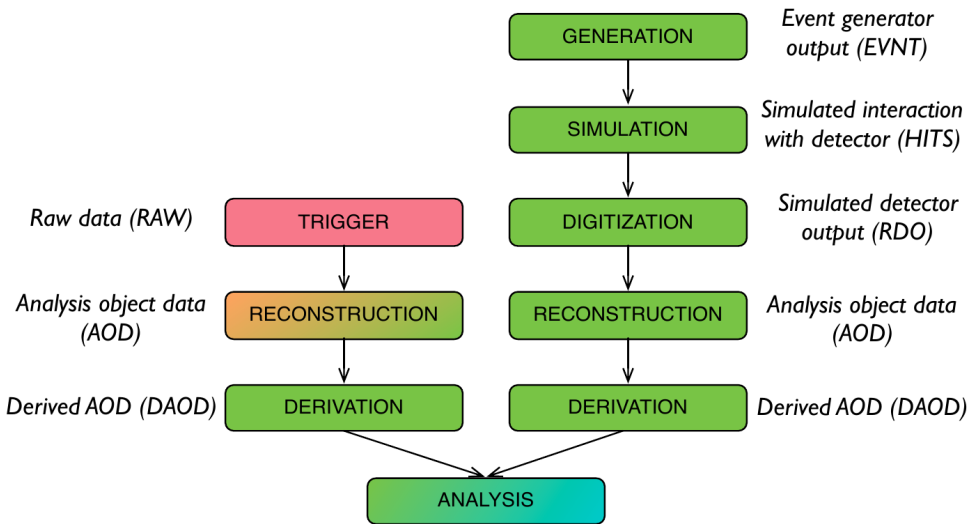 GENERATION
Event generator
output (EVNT)
SIMULATION
Simulated interaction
with detector (HITS)
Raw data (RAW)
TRIGGER
DIGITIZATION
Simulated detector
output (RDO)
Analysis object data
(AOD)
RECONSTRUCTION
RECONSTRUCTION
Analysis object data
(AOD)
Derived AOD (DAOD)
DERIVATION
DERIVATION
Derived AOD (DAOD)
ANALYSIS